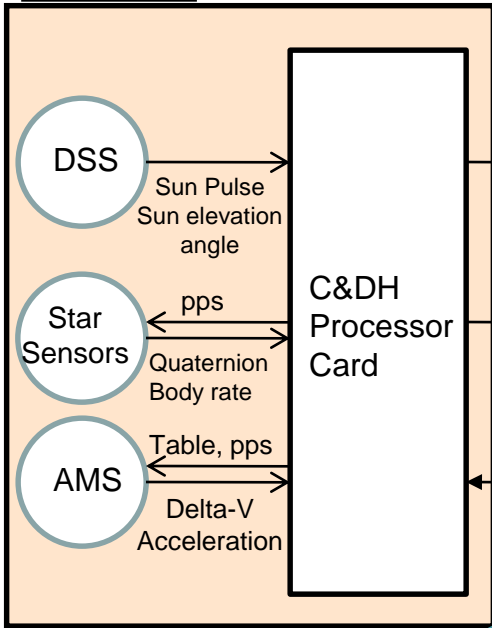 DSS
Sun Pulse
Sun elevation
angle
pps
Star
Sensors
Quaternion
Body rate
Table, pps
AMS
Delta-V
Acceleration
C&DH
Processor
Card